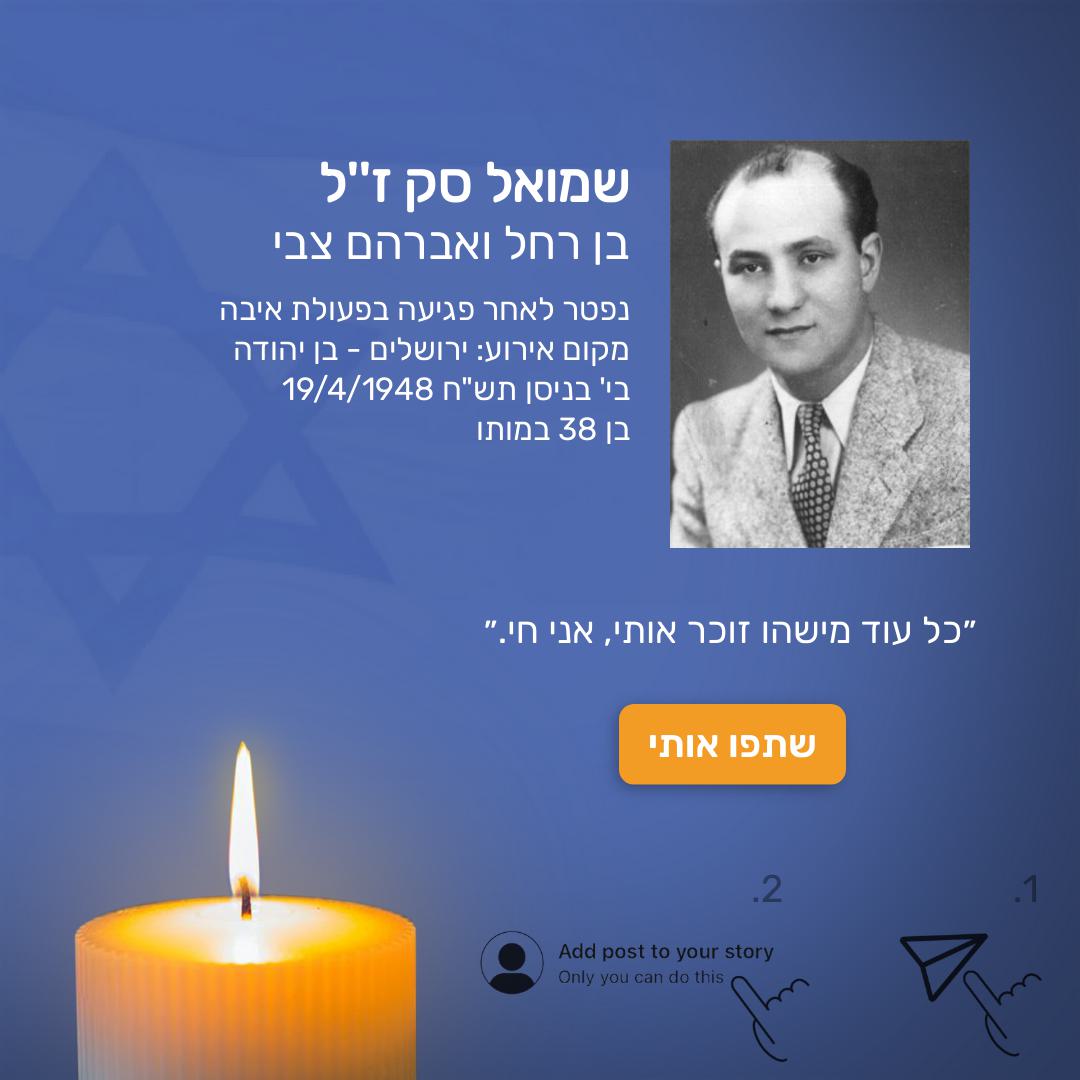 שמואל סק ז"ל
בן רחל ואברהם צבי
נפטר לאחר פגיעה בפעולת איבה
מקום אירוע: ירושלים - בן יהודה
בי' בניסן תש"ח 19/4/1948
בן 38 במותו
״כל עוד מישהו זוכר אותי, אני חי.״
שתפו אותי
1.
2.
Add post to your story
Only you can do this